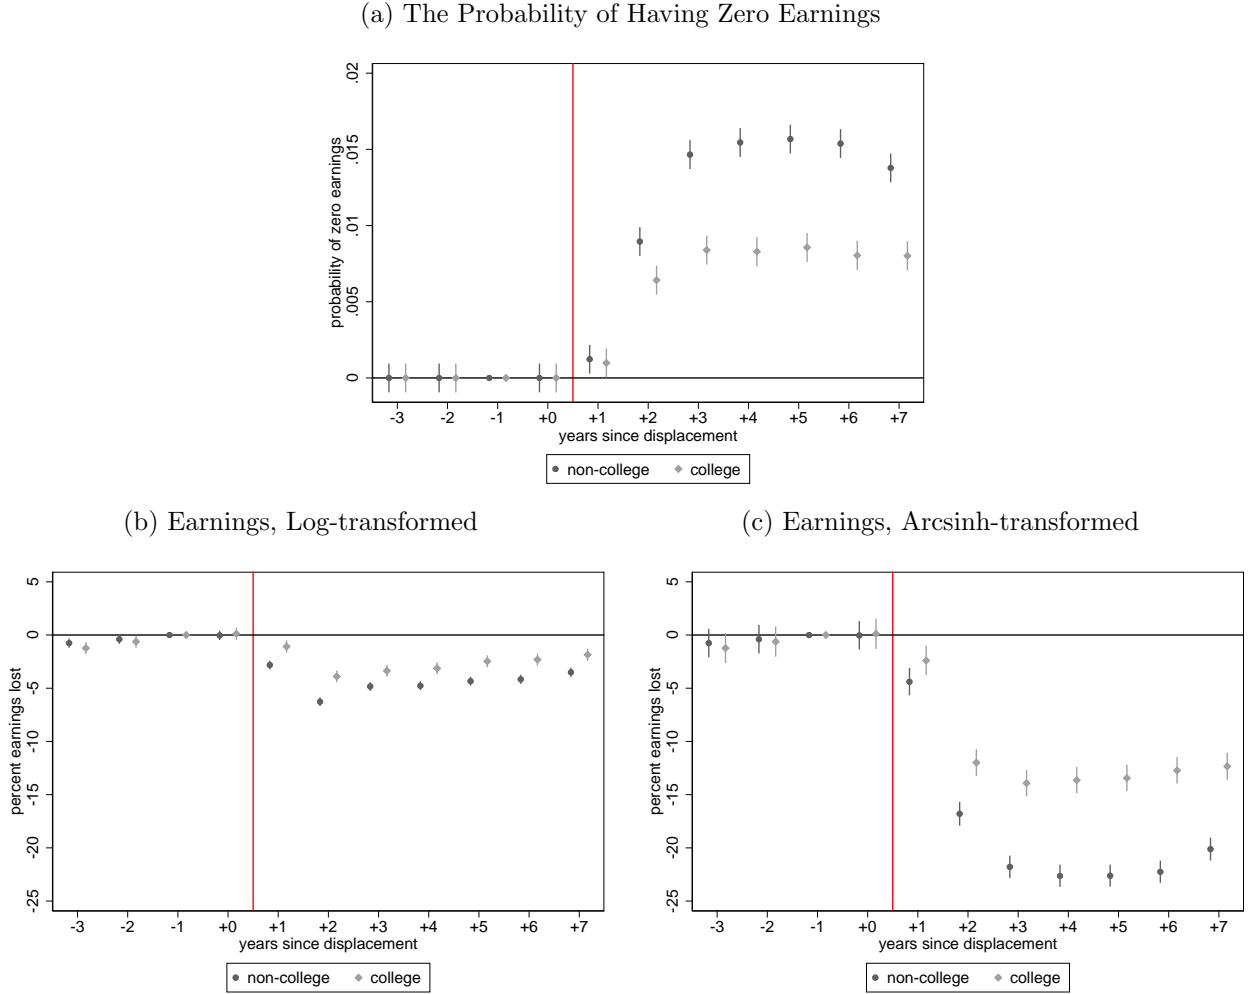 (a) The Probability of Having Zero Earnings
probability of zero earnings
.02
.015
.01
.005
0
-3 -2 -1 +0 +1 +2 +3 +4 +5 +6 +7
years since displacement
non-college college
(b) Earnings, Log-transformed
percent earnings lost
5
0
-5
-10
-15
-20
-25
-3 -2 -1 +0 +1 +2 +3 +4 +5 +6 +7
years since displacement
non-college college
(c) Earnings, Arcsinh-transformed
percent earnings lost
5
0
-5
-10
-15
-20
-25
-3 -2 -1 +0 +1 +2 +3 +4 +5 +6 +7
years since displacement
non-college college